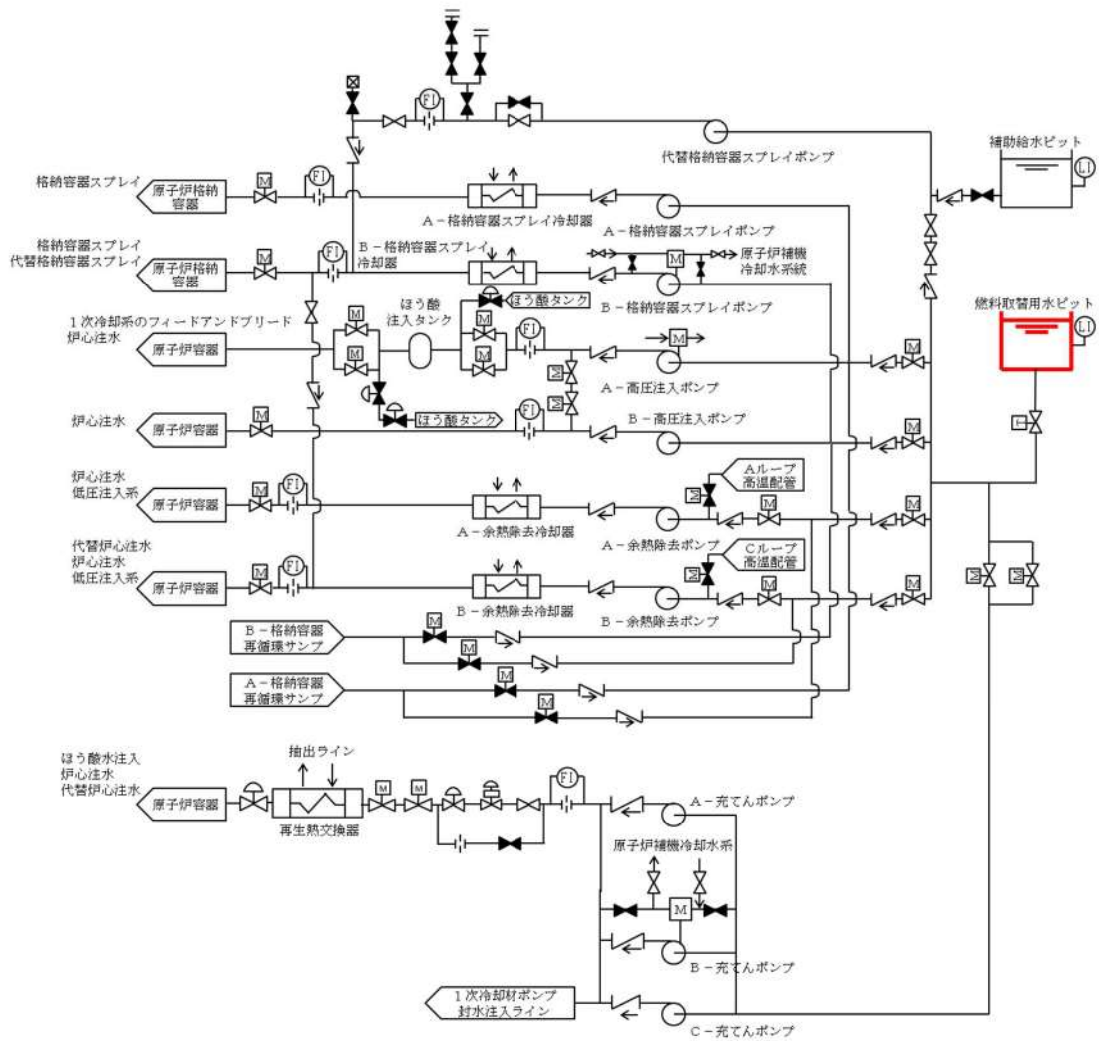 FI
補助給水ピット
LI
代替格納容器スプレイポンプ
格納容器スプレイ
原子炉格納
容器
M
FI
A-格納容器スプレイ冷却器
A-格納容器スプレイポンプ
格納容器スプレイ
代替格納容器スプレイ
原子炉格納
容器
M
FI
B-格納容器スプレイ
冷却器
M
原子炉補機
冷却水系統
B-格納容器スプレイポンプ
燃料取替用水ピット
LI
1次冷却系のフィードアンドブリード
炉心注水
原子炉容器
M
M
ほう酸
注入タンク
ほう酸タンク
M
M
FI
M
M
M
A-高圧注入ポンプ
M
炉心注水
原子炉容器
M
ほう酸タンク
FI
B-高圧注入ポンプ
M
炉心注水
低圧注入系
原子炉容器
M
FI
A-余熱除去冷却器
A-余熱除去ポンプ
Aループ
高温配管
M
M
M
代替炉心注水
炉心注水
低圧注入系
原子炉容器
M
FI
B-余熱除去冷却器
B-余熱除去ポンプ
Cループ
高温配管
M
M
M
M
M
B-格納容器
再循環サンプ
M
M
A-格納容器
再循環サンプ
M
M
ほう酸水注入
炉心注水
代替炉心注水
原子炉容器
抽出ライン
再生熱交換器
M
M
FI
A-充てんポンプ
原子炉補機冷却水系
M
B-充てんポンプ
1次冷却材ポンプ
封水注入ライン
C-充てんポンプ